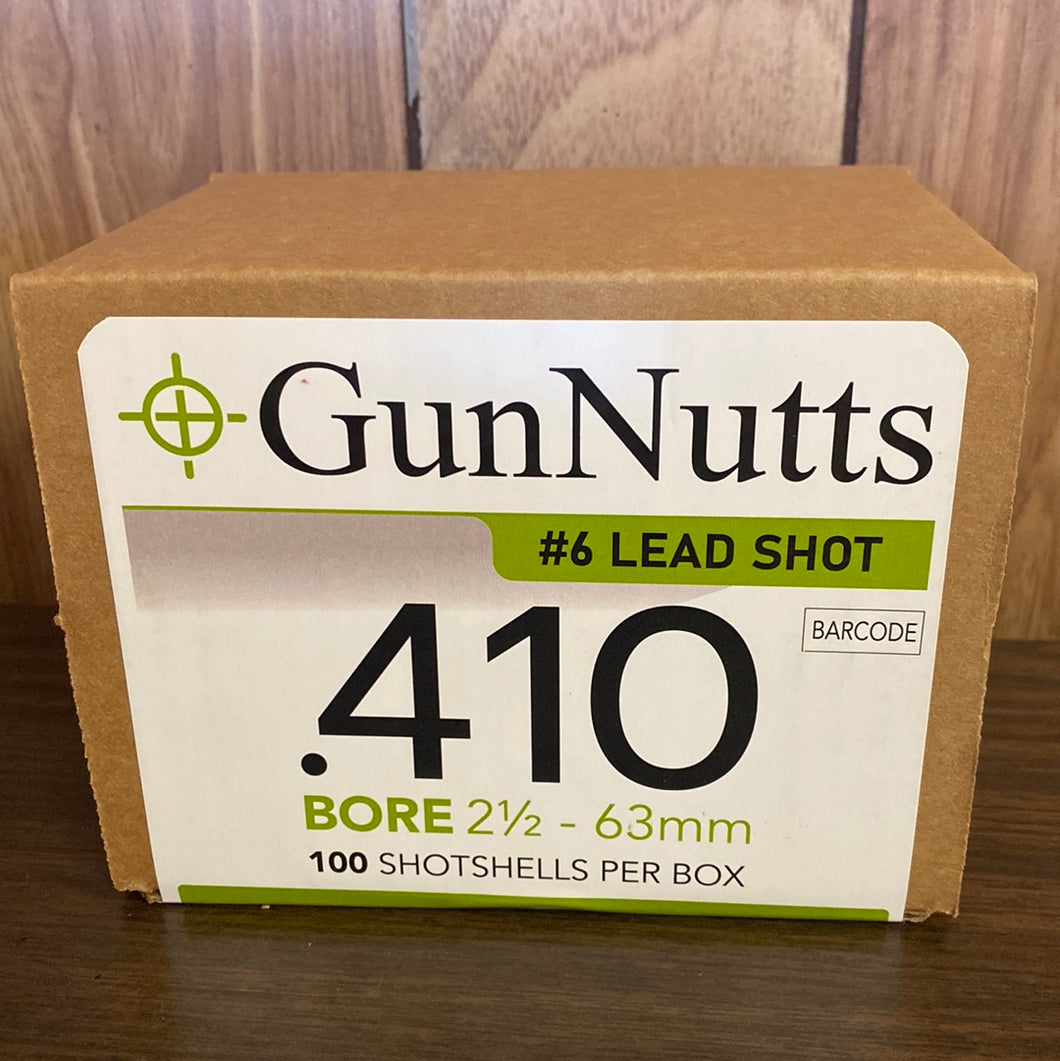 GunNutts
#6 LEAD SHOT
BARCODE
.410
BORE 2½ - 63mm
100 SHOTSHELLS PER BOX